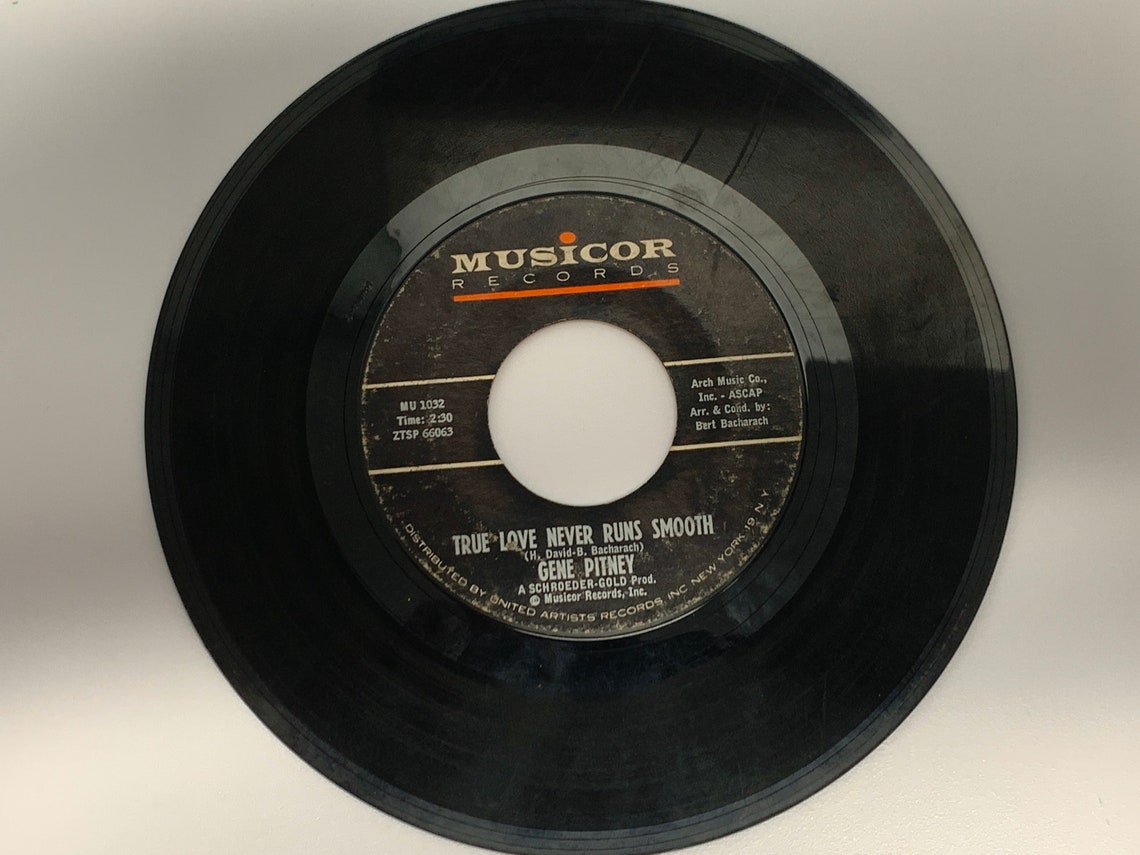 MUSiCOR
RECORDS
MU 1032
Time: 2:30
ZTSP 66063
Arch Music Co.,
Inc. - ASCAP
Arr. & Cond. by:
Bert Bacharach
TRUE LOVE NEVER RUNS SMOOTH
(H. David-B. Bacharach)
GENE PITNEY
A SCHROEDER-GOLD Prod.
© Musicor Records, Inc.
DISTRIBUTED BY UNITED ARTISTS RECORDS INC NEW YORK 19 N Y